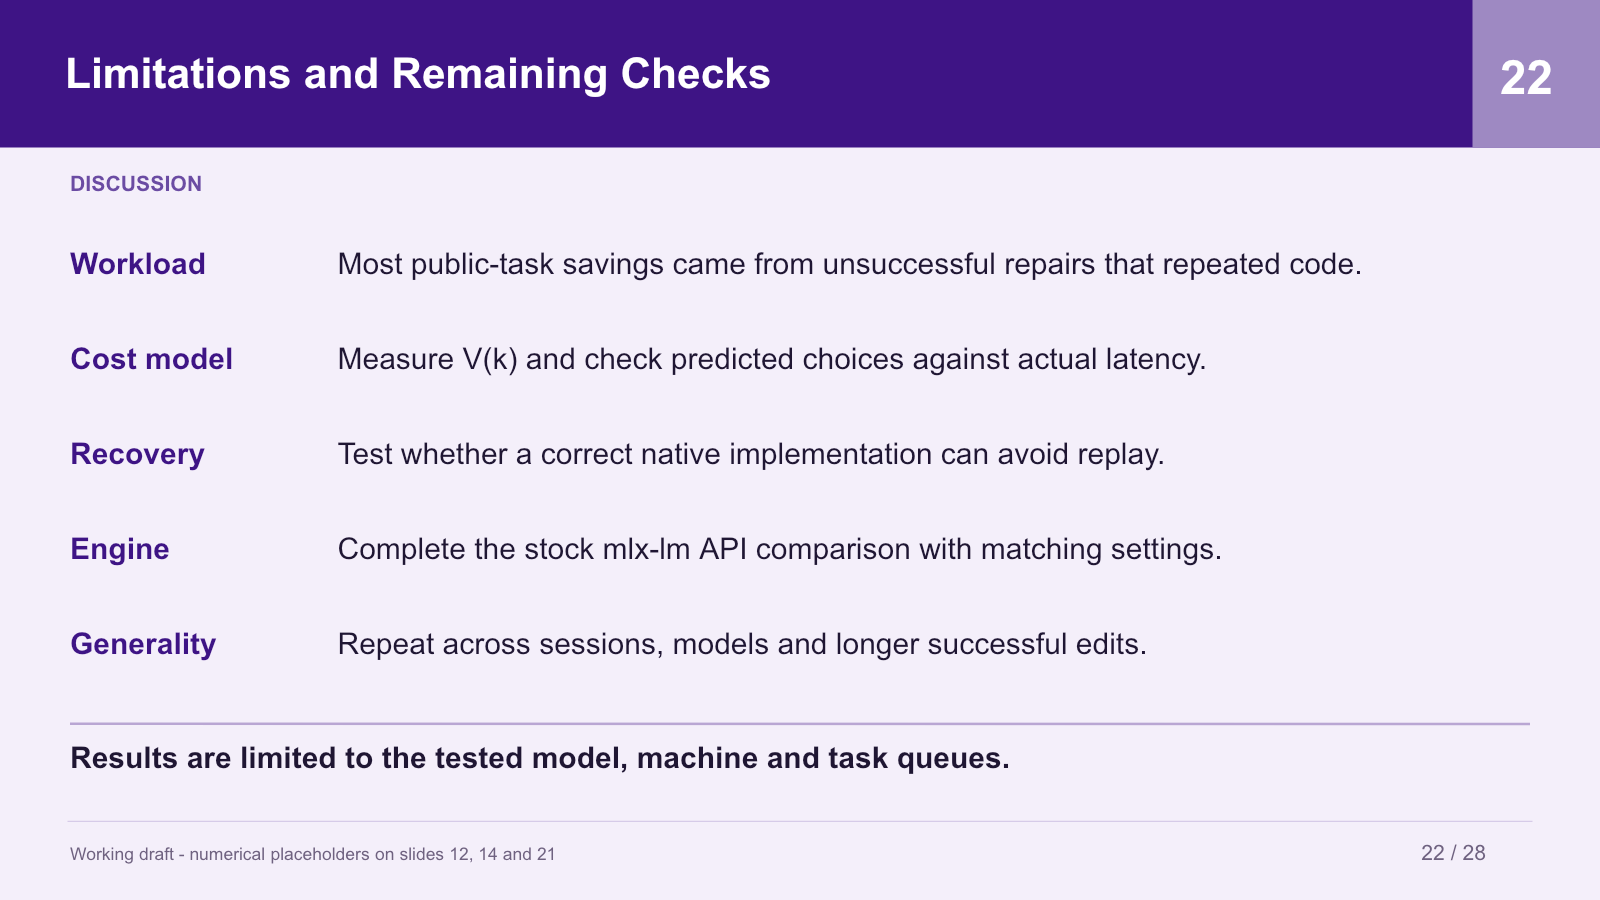 Limitations and Remaining Checks
22
DISCUSSION
Workload Most public-task savings came from unsuccessful repairs that repeated code.
Cost model Measure V(k) and check predicted choices against actual latency.
Recovery Test whether a correct native implementation can avoid replay.
Engine Complete the stock mlx-lm API comparison with matching settings.
Generality Repeat across sessions, models and longer successful edits.
Results are limited to the tested model, machine and task queues.
Working draft - numerical placeholders on slides 12, 14 and 21
22 / 28